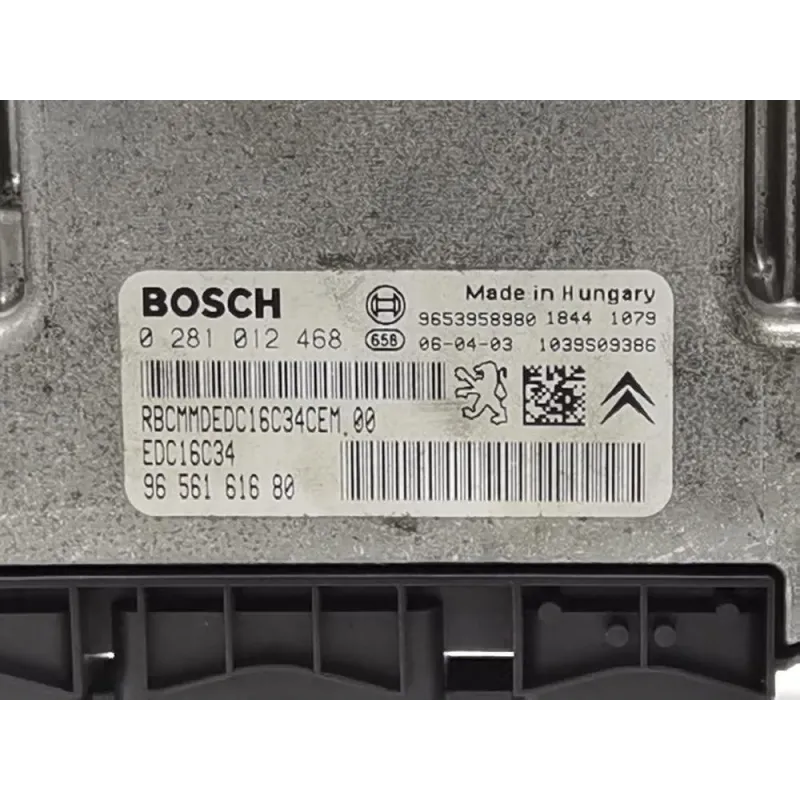 BOSCH
Made in Hungary
0 281 012 468
9653958980 1844 1079
658 06-04-03 1039S09386
RBCMMDEDC16C34CEM.00
EDC16C34
96 561 616 80